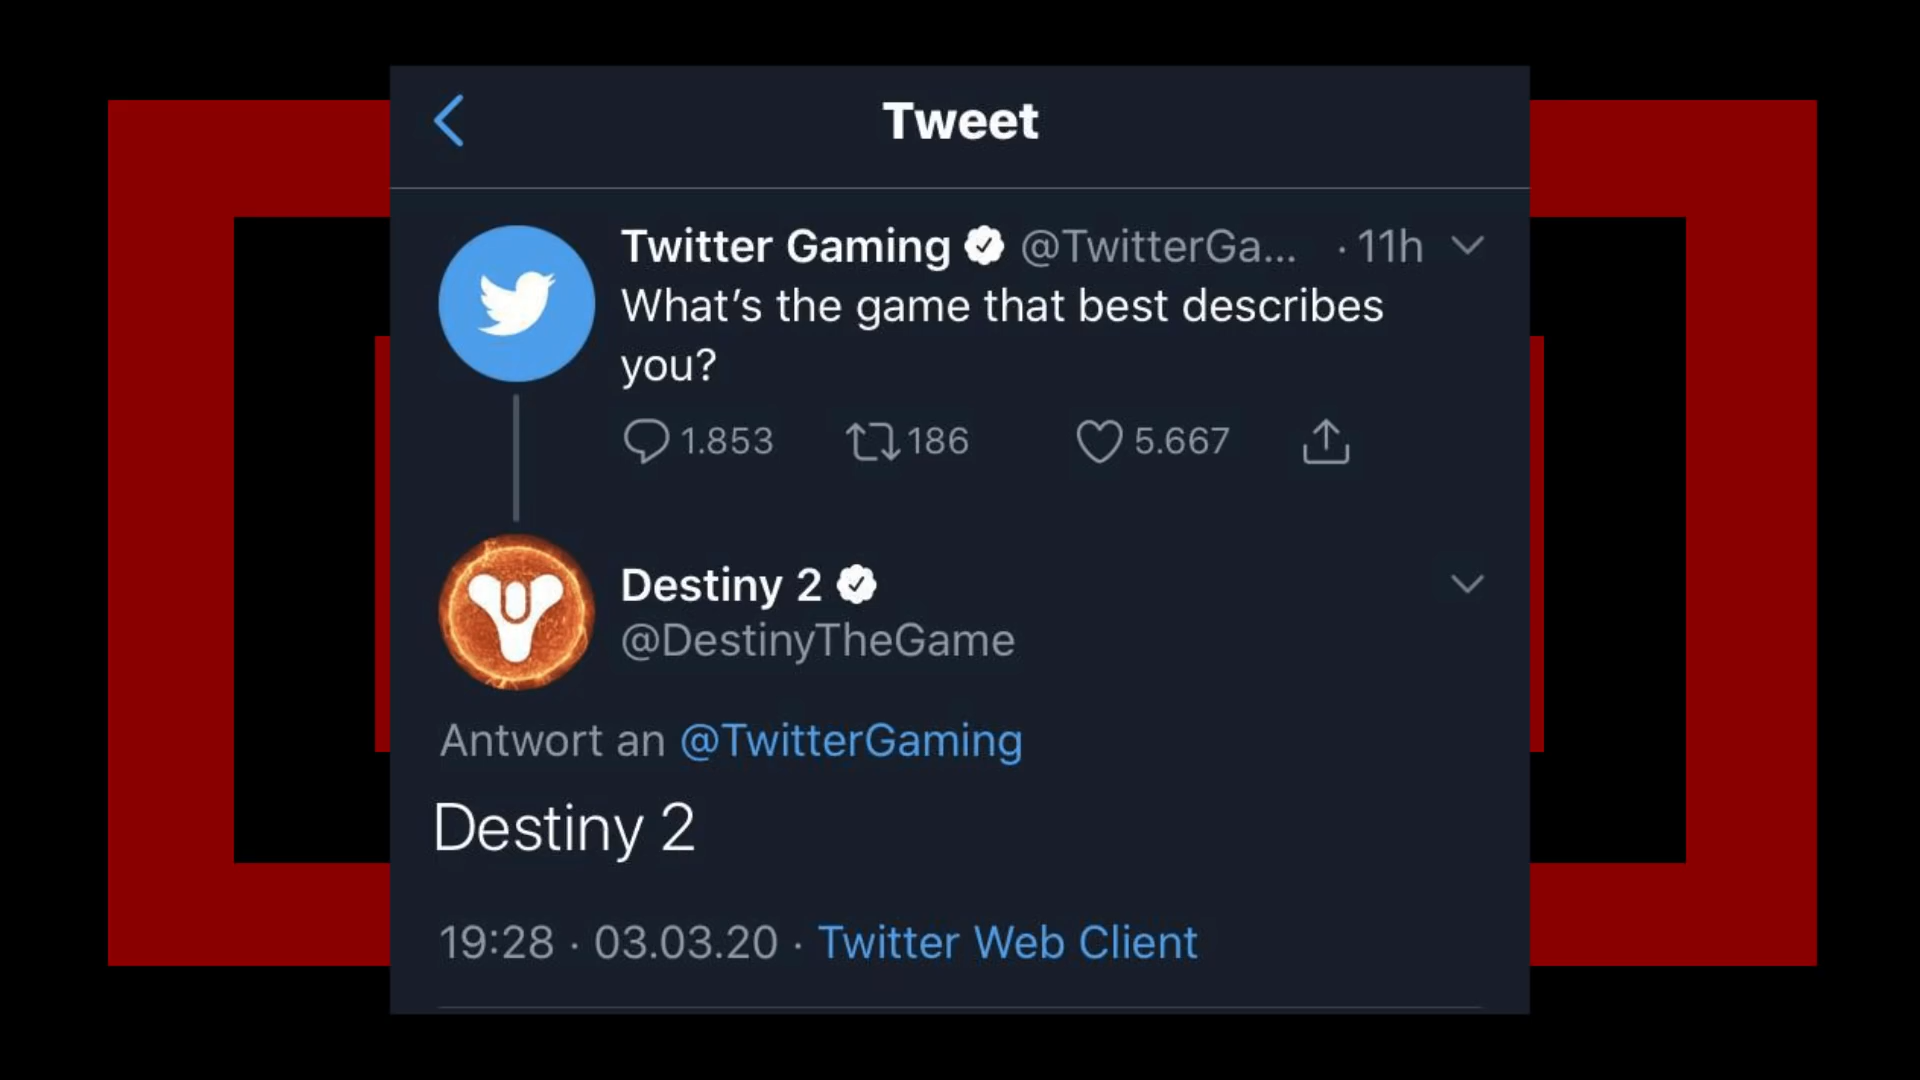 Tweet
Twitter Gaming @TwitterGa... · 11h
What’s the game that best describes
you?
1.853 186 5.667
Destiny 2
@DestinyTheGame
Antwort an @TwitterGaming
Destiny 2
19:28 · 03.03.20 · Twitter Web Client